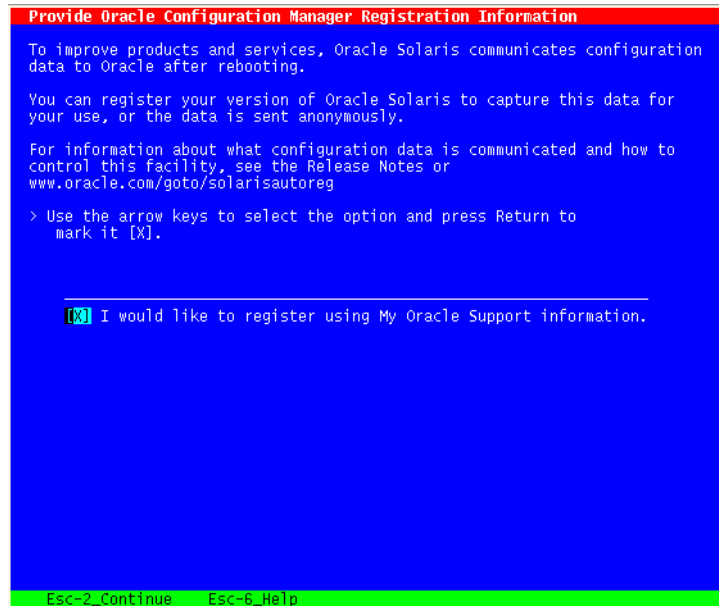 Provide Oracle Configuration Manager Registration Information
To improve products and services, Oracle Solaris communicates configuration
data to Oracle after rebooting.
You can register your version of Oracle Solaris to capture this data for
your use, or the data is sent anonymously.
For information about what configuration data is communicated and how to
control this facility, see the Release Notes or
www.oracle.com/goto/solarisautoreg
> Use the arrow keys to select the option and press Return to
mark it [X].
[X] I would like to register using My Oracle Support information.
Esc-2_Continue Esc-6_Help